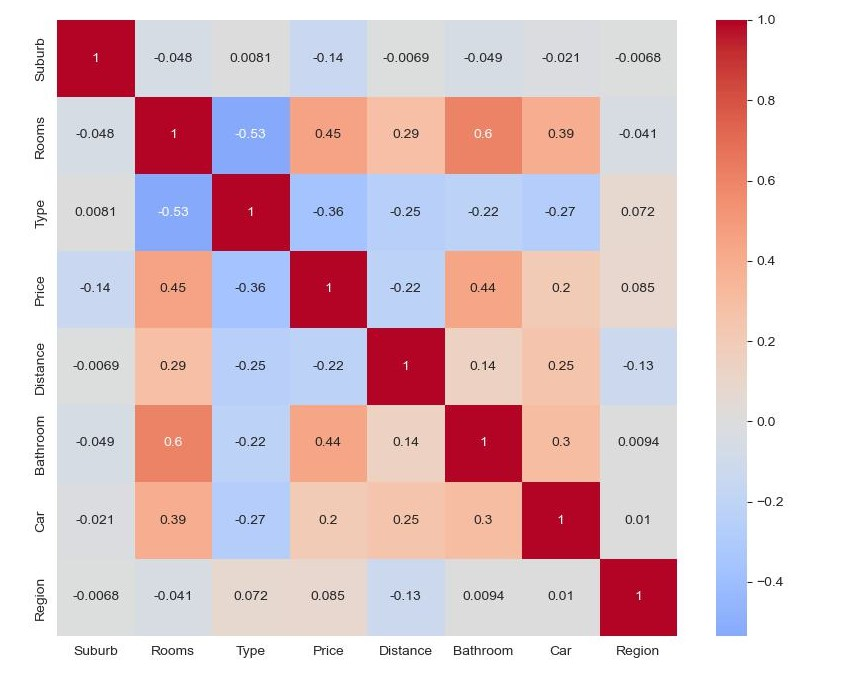 Suburb 1 -0.048 0.0081 -0.14 -0.0069 -0.049 -0.021 -0.0068
Rooms -0.048 1 -0.53 0.45 0.29 0.6 0.39 -0.041
Type 0.0081 -0.53 1 -0.36 -0.25 -0.22 -0.27 0.072
Price -0.14 0.45 -0.36 1 -0.22 0.44 0.2 0.085
Distance -0.0069 0.29 -0.25 -0.22 1 0.14 0.25 -0.13
Bathroom -0.049 0.6 -0.22 0.44 0.14 1 0.3 0.0094
Car -0.021 0.39 -0.27 0.2 0.25 0.3 1 0.01
Region -0.0068 -0.041 0.072 0.085 -0.13 0.0094 0.01 1
Suburb Rooms Type Price Distance Bathroom Car Region
1.0
0.8
0.6
0.4
0.2
0.0
−0.2
−0.4